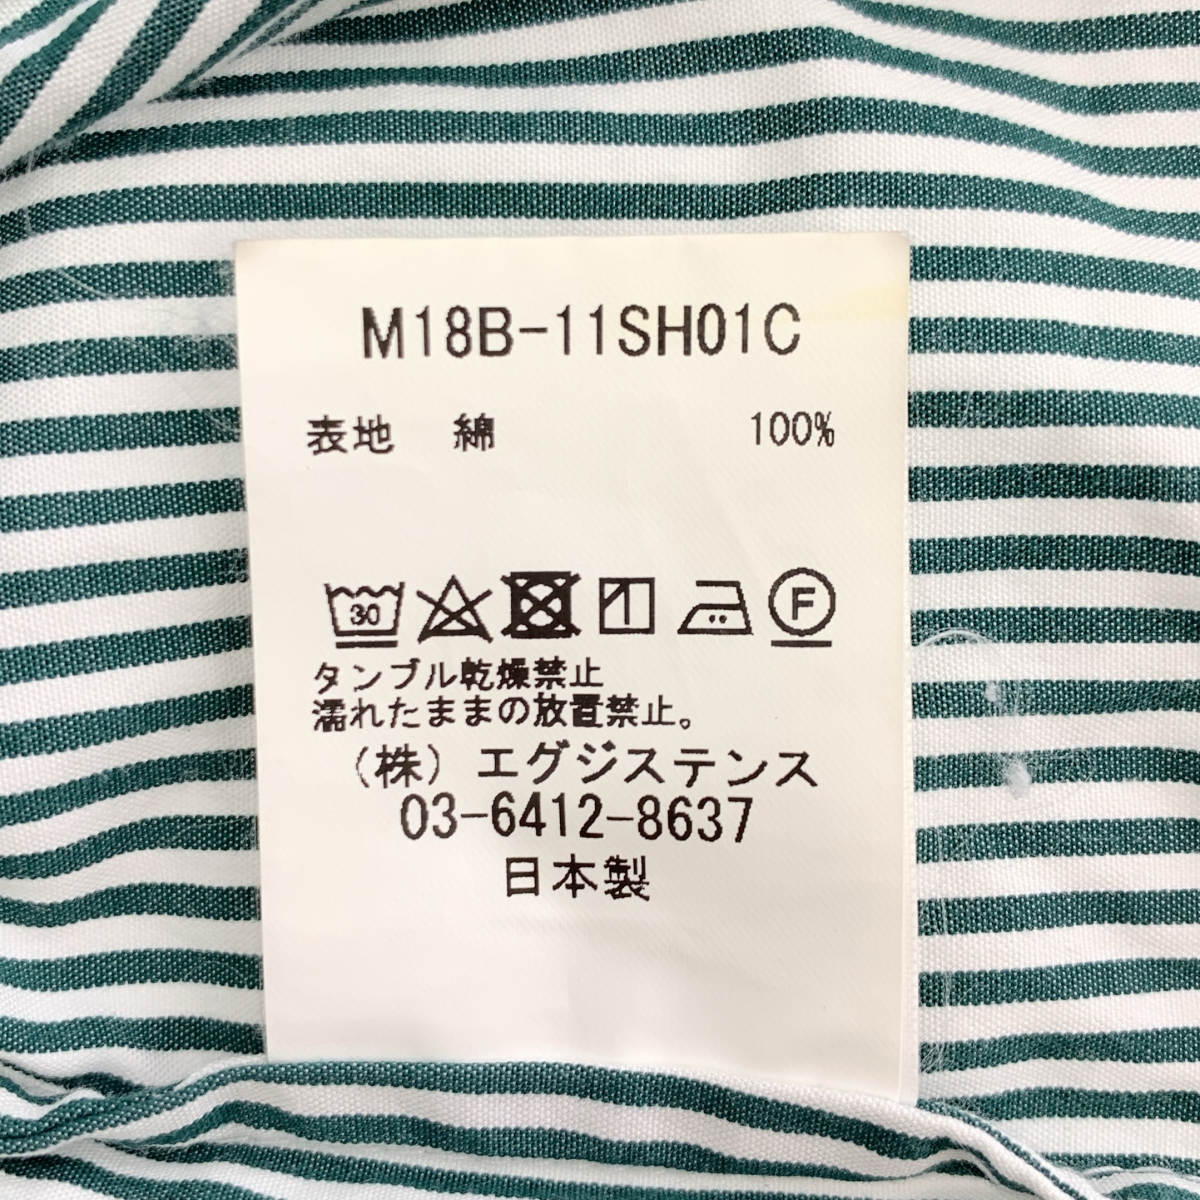 M18B-11SH01C
表地 綿 100%
30 F
タンブル乾燥禁止
濡れたままの放置禁止。
(株) エグジステンス
03-6412-8637
日本製